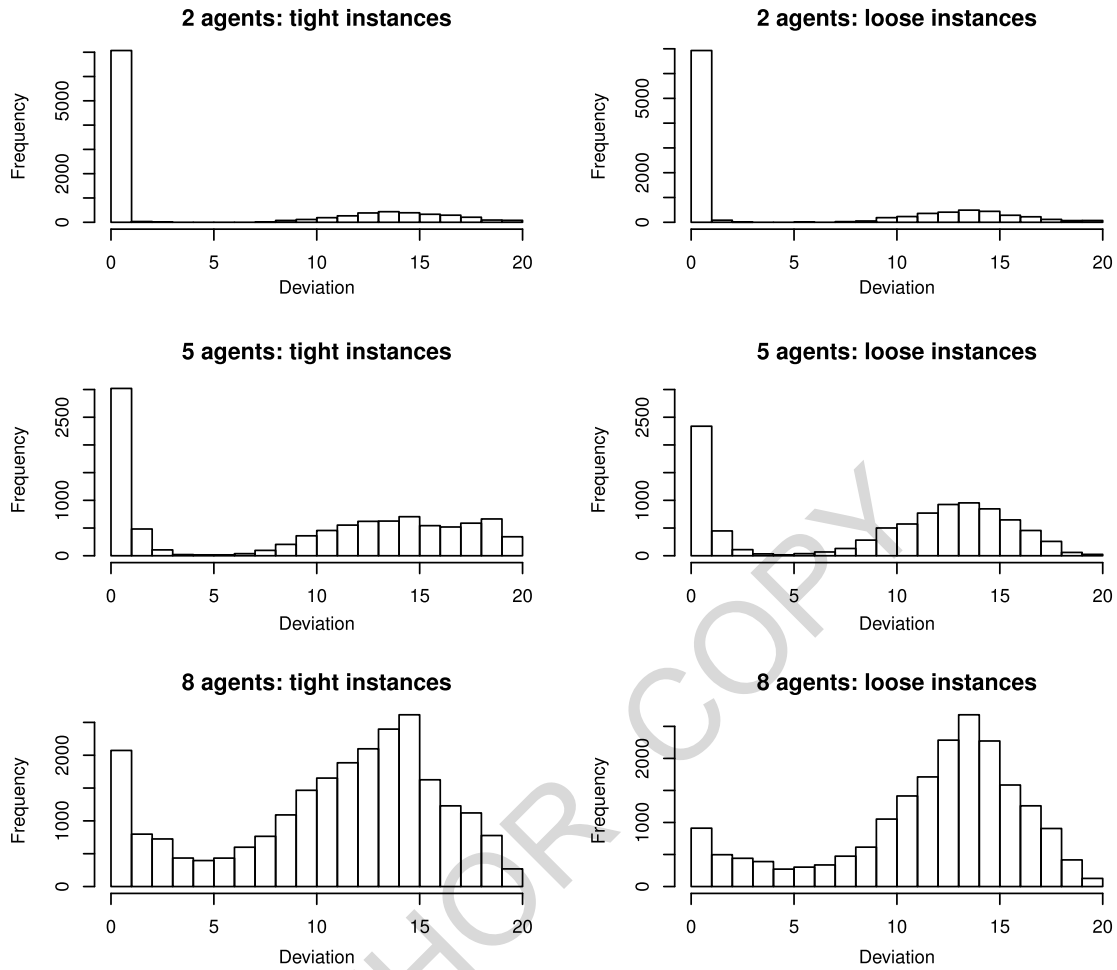 2 agents: tight instances
Frequency
0
2000
5000
0 5 10 15 20
Deviation
2 agents: loose instances
Frequency
0
2000
5000
0 5 10 15 20
Deviation
5 agents: tight instances
Frequency
0
1000
2500
0 5 10 15 20
Deviation
5 agents: loose instances
Frequency
0
1000
2500
0 5 10 15 20
Deviation
8 agents: tight instances
Frequency
0
1000
2000
0 5 10 15 20
Deviation
8 agents: loose instances
Frequency
0
1000
2000
0 5 10 15 20
Deviation
HOR COPY